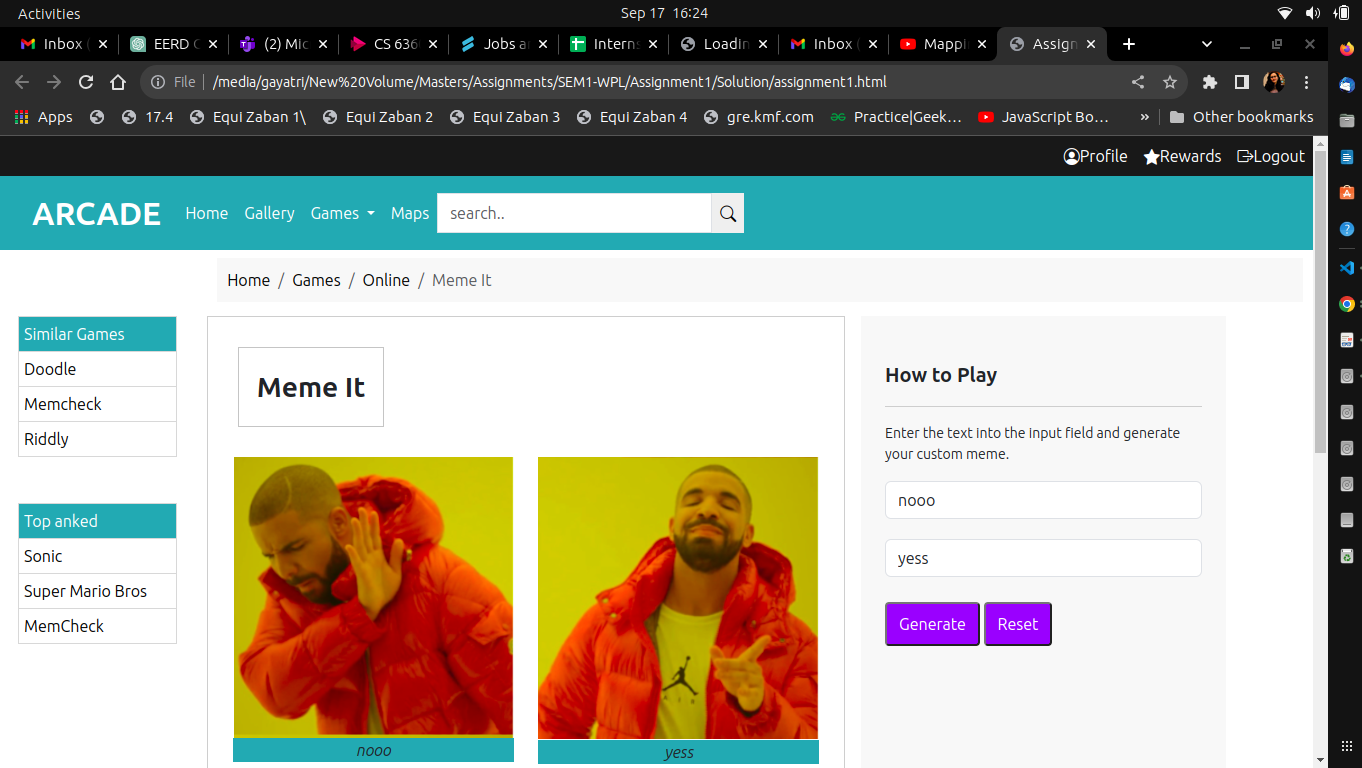 Activities
Sep 17 16:24
Inbox (
EERD C
(2) Mic
CS 636
Jobs a
Intern
Loadin
Inbox (
Mappi
Assign
File
/media/gayatri/New%20Volume/Masters/Assignments/SEM1-WPL/Assignment1/Solution/assignment1.html
Apps
17.4
Equi Zaban 1\
Equi Zaban 2
Equi Zaban 3
Equi Zaban 4
gre.kmf.com
Practice|Geek…
JavaScript Bo…
»
Other bookmarks
Profile
Rewards
Logout
ARCADE
Home
Gallery
Games
Maps
search..
Home / Games / Online / Meme It
Similar Games
Doodle
Memcheck
Riddly
Top anked
Sonic
Super Mario Bros
MemCheck
Meme It
nooo
yess
How to Play
Enter the text into the input field and generate
your custom meme.
nooo
yess
Generate
Reset